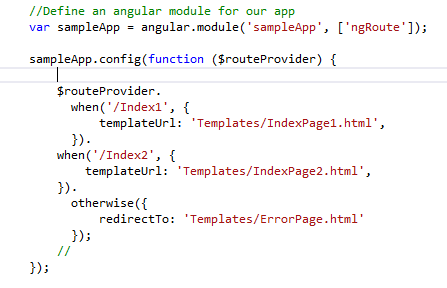 //Define an angular module for our app
var sampleApp = angular.module('sampleApp', ['ngRoute']);
sampleApp.config(function ($routeProvider) {
$routeProvider.
when('/Index1', {
templateUrl: 'Templates/IndexPage1.html',
}).
when('/Index2', {
templateUrl: 'Templates/IndexPage2.html',
}).
otherwise({
redirectTo: 'Templates/ErrorPage.html'
});
//
});